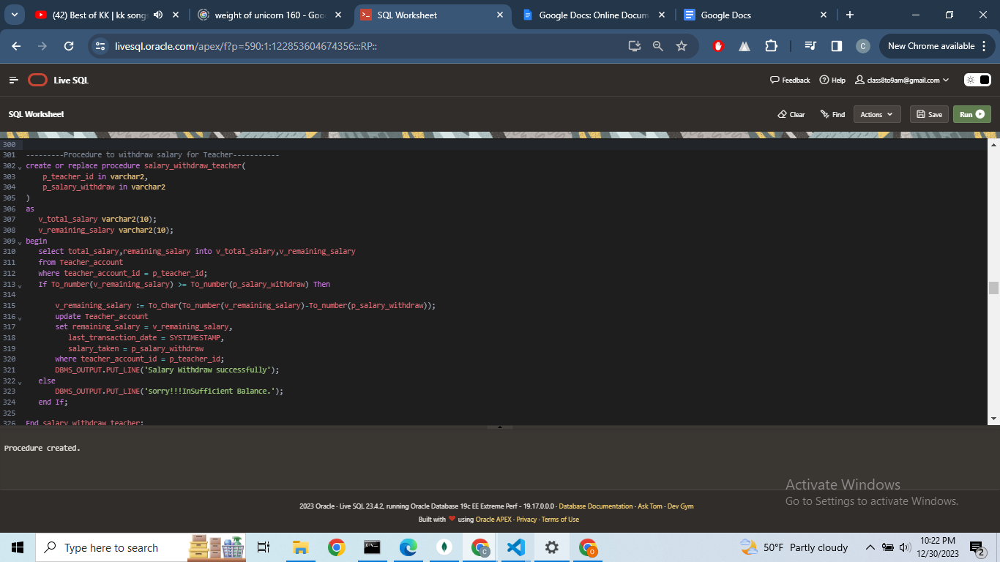 (42) Best of KK | kk songs
weight of unicorn 160 - Goo
SQL Worksheet
Google Docs: Online Docum
Google Docs
livesql.oracle.com/apex/f?p=590:1:122853604674356:::RP::
C
New Chrome available
Live SQL
Feedback
Help
class8to9am@gmail.com
SQL Worksheet
Clear
Find
Actions
Save
Run
300
301 ---------Procedure to withdraw salary for Teacher-----------
302 create or replace procedure salary_withdraw_teacher(
303 p_teacher_id in varchar2,
304 p_salary_withdraw in varchar2
305 )
306 as
307 v_total_salary varchar2(10);
308 v_remaining_salary varchar2(10);
309 begin
310 select total_salary,remaining_salary into v_total_salary,v_remaining_salary
311 from Teacher_account
312 where teacher_account_id = p_teacher_id;
313 If To_number(v_remaining_salary) >= To_number(p_salary_withdraw) Then
314
315 v_remaining_salary := To_Char(To_number(v_remaining_salary)-To_number(p_salary_withdraw));
316 update Teacher_account
317 set remaining_salary = v_remaining_salary,
318 last_transaction_date = SYSTIMESTAMP,
319 salary_taken = p_salary_withdraw
320 where teacher_account_id = p_teacher_id;
321 DBMS_OUTPUT.PUT_LINE('Salary Withdraw successfully');
322 else
323 DBMS_OUTPUT.PUT_LINE('sorry!!!InSufficient Balance.');
324 end If;
325
326 End salary_withdraw_teacher;
Procedure created.
Activate Windows
Go to Settings to activate Windows.
2023 Oracle · Live SQL 23.4.2, running Oracle Database 19c EE Extreme Perf - 19.17.0.0.0 · Database Documentation · Ask Tom · Dev Gym
Built with ❤ using Oracle APEX · Privacy · Terms of Use
Type here to search
C
O
50°F Partly cloudy
10:22 PM
12/30/2023
2